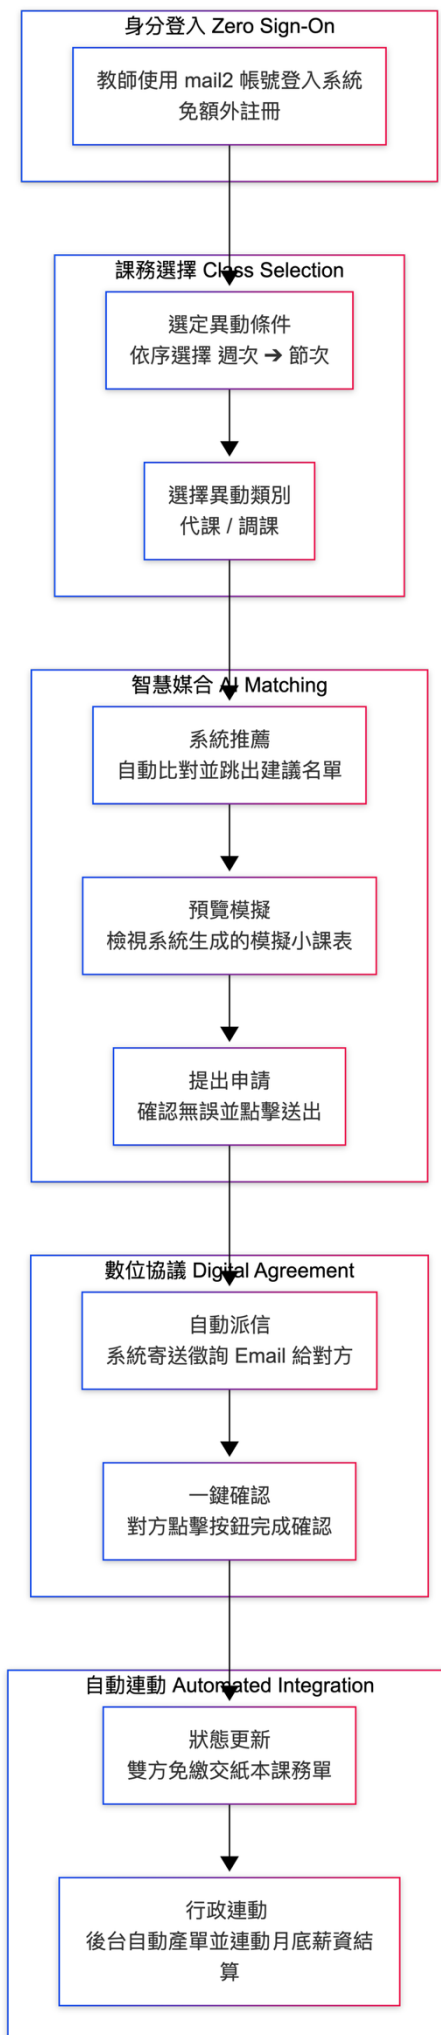 身分登入 Zero Sign-On
教師使用 mail2 帳號登入系統
免額外註冊
課務選擇 Class Selection
選定異動條件
依序選擇 週次 ➔ 節次
選擇異動類別
代課 / 調課
智慧媒合 AI Matching
系統推薦
自動比對並跳出建議名單
預覽模擬
檢視系統生成的模擬小課表
提出申請
確認無誤並點擊送出
數位協議 Digital Agreement
自動派信
系統寄送徵詢 Email 給對方
一鍵確認
對方點擊按鈕完成確認
自動連動 Automated Integration
狀態更新
雙方免繳交紙本課務單
行政連動
後台自動產單並連動月底薪資結
算